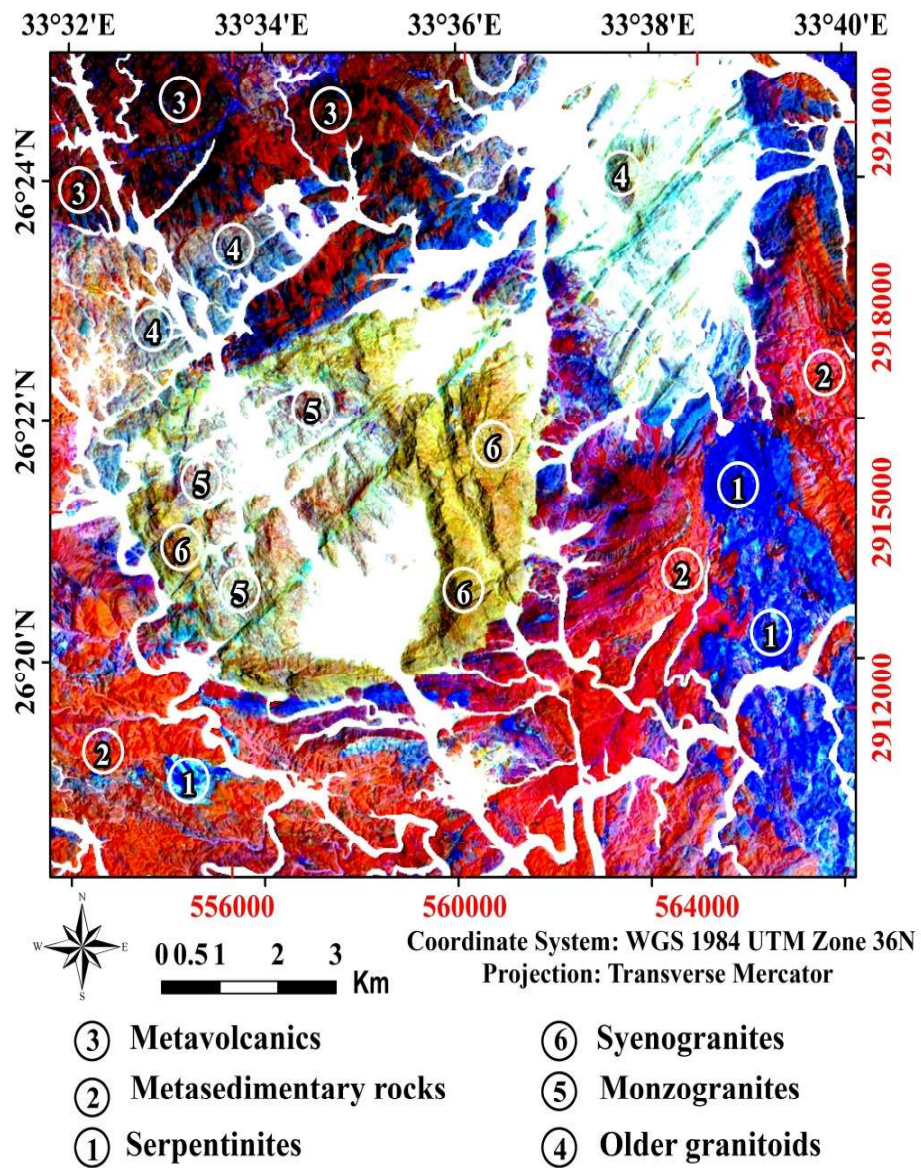 33°32'E 33°34'E 33°36'E 33°38'E 33°40'E
26°24'N
26°22'N
26°20'N
2921000
2918000
2915000
2912000
3
3
3
4
4
4
2
5
6
5
1
6
2
5
6
1
2
1
556000 560000 564000
N
W E
S
0 0.5 1 2 3
Km
Coordinate System: WGS 1984 UTM Zone 36N
Projection: Transverse Mercator
3 Metavolcanics
6 Syenogranites
2 Metasedimentary rocks
5 Monzogranites
1 Serpentinites
4 Older granitoids